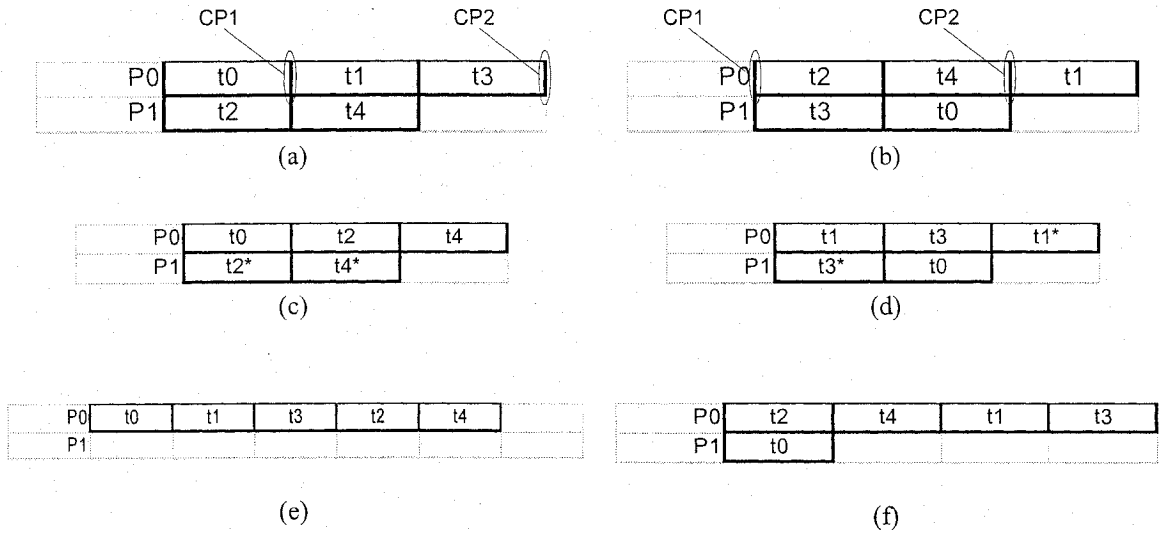 CP1 CP2 CP1 CP2
P0 t0 t1 t3 P0 t2 t4 t1
P1 t2 t4 P1 t3 t0
(a) (b)
P0 t0 t2 t4 P0 t1 t3 t1*
P1 t2* t4* P1 t3* t0
(c) (d)
P0 t0 t1 t3 t2 t4 P0 t2 t4 t1 t3
P1 P1 t0
(e) (f)